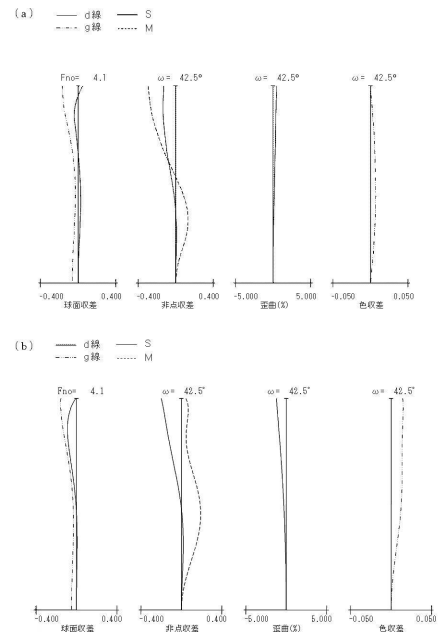 (a)
d線 S
g線 M
Fno= 4.1 ω= 42.5° ω= 42.5° ω= 42.5°
-0.400 0.400 -0.400 0.400 -5.000 5.000 -0.050 0.050
球面収差 非点収差 歪曲(%) 色収差
(b)
d線 S
g線 M
Fno= 4.1 ω= 42.5° ω= 42.5° ω= 42.5°
-0.400 0.400 -0.400 0.400 -5.000 5.000 -0.050 0.050
球面収差 非点収差 歪曲(%) 色収差